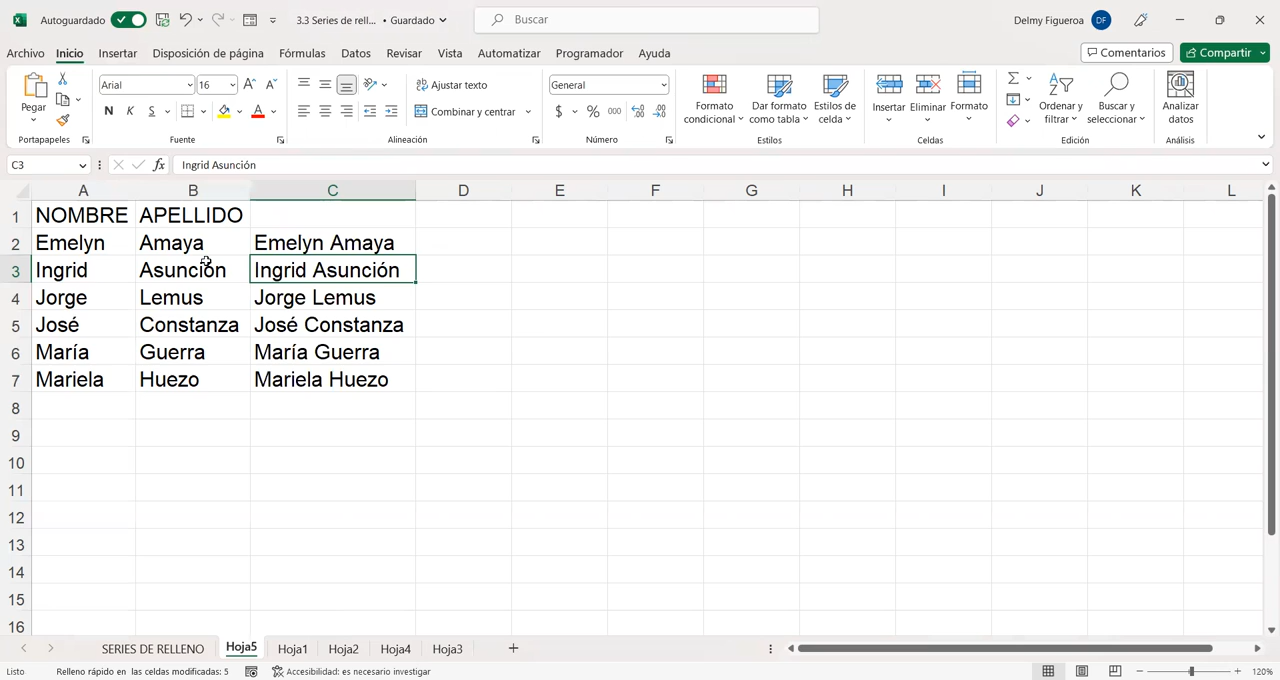 Autoguardado 3.3 Series de rell... • Guardado Buscar Delmy Figueroa DF
Archivo Inicio Insertar Disposición de página Fórmulas Datos Revisar Vista Automatizar Programador Ayuda Comentarios Compartir
Pegar
Portapapeles
Arial 16
N K S
Fuente
Ajustar texto
Combinar y centrar
Alineación
General
$ % 000
Número
Formato condicional
Dar formato como tabla
Estilos de celda
Estilos
Insertar Eliminar Formato
Celdas
Ordenar y filtrar
Buscar y seleccionar
Edición
Analizar datos
Análisis
C3 fx Ingrid Asunción
A B C D E F G H I J K L
1 NOMBRE APELLIDO
2 Emelyn Amaya Emelyn Amaya
3 Ingrid Asunción Ingrid Asunción
4 Jorge Lemus Jorge Lemus
5 José Constanza José Constanza
6 María Guerra María Guerra
7 Mariela Huezo Mariela Huezo
8
9
10
11
12
13
14
15
16
SERIES DE RELLENO Hoja5 Hoja1 Hoja2 Hoja4 Hoja3
Listo Relleno rápido en las celdas modificadas: 5 Accesibilidad: es necesario investigar 120%